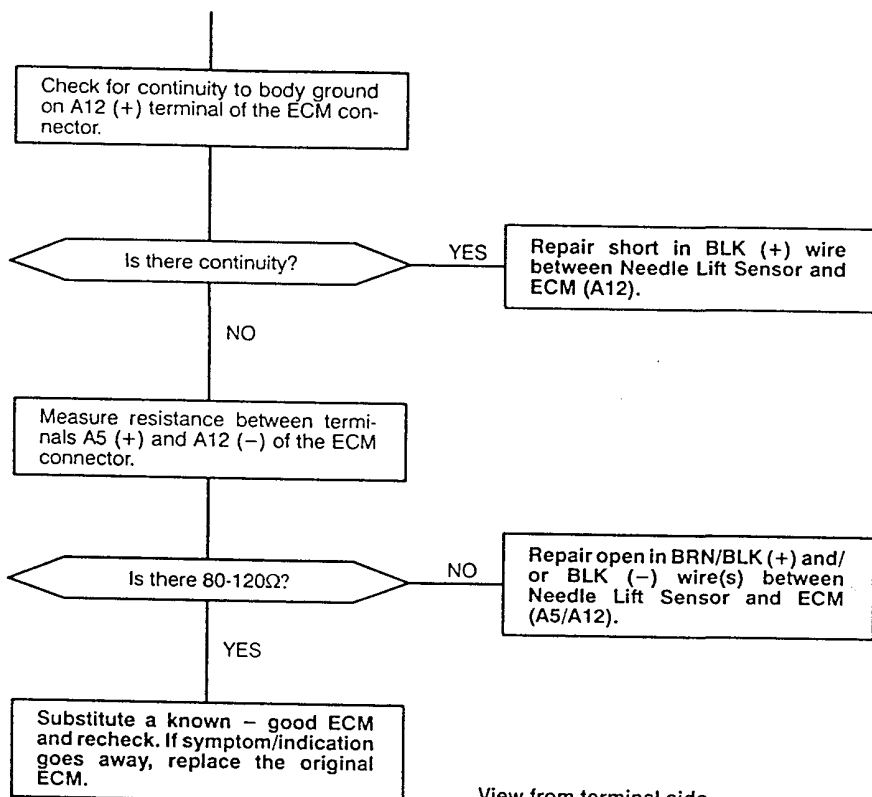 Check for continuity to body ground
on A12 (+) terminal of the ECM con-
nector.
Is there continuity?
YES
Repair short in BLK (+) wire
between Needle Lift Sensor and
ECM (A12).
NO
Measure resistance between termi-
nals A5 (+) and A12 (−) of the ECM
connector.
Is there 80-120Ω?
NO
Repair open in BRN/BLK (+) and/
or BLK (−) wire(s) between
Needle Lift Sensor and ECM
(A5/A12).
YES
Substitute a known – good ECM
and recheck. If symptom/indication
goes away, replace the original
ECM.
View from terminal side